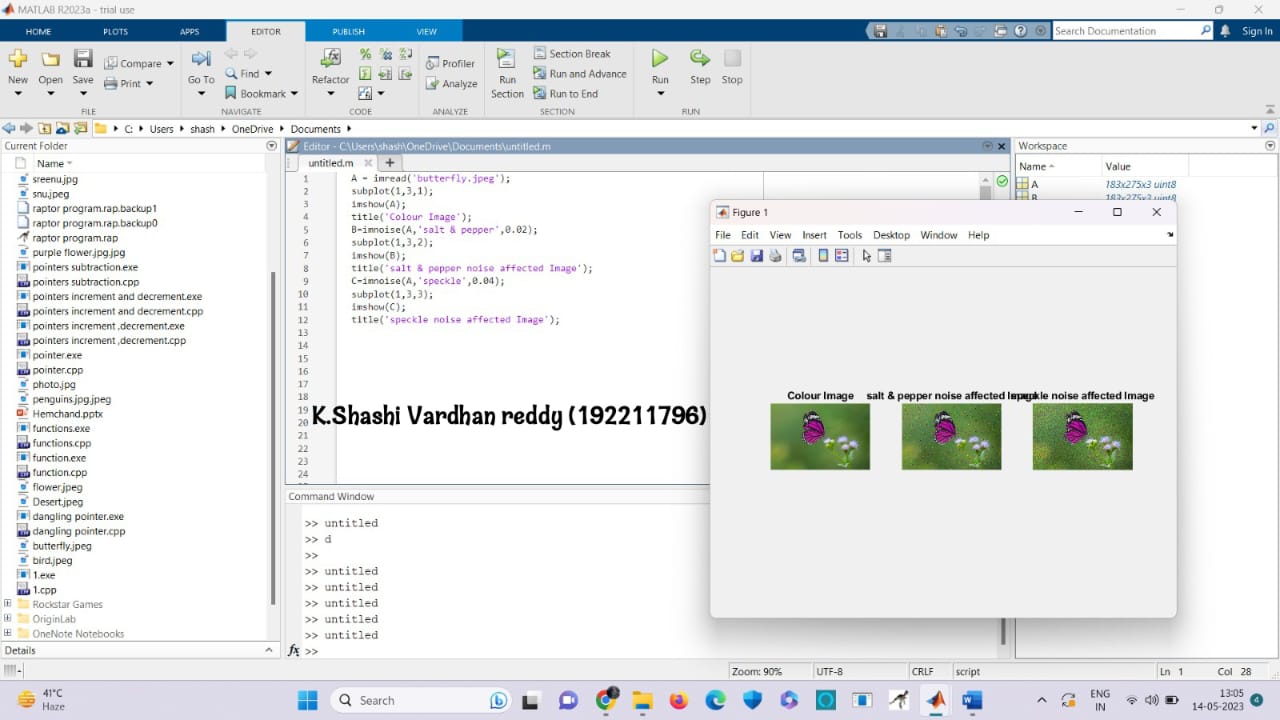 MATLAB R2023a - trial use
HOME PLOTS APPS EDITOR PUBLISH VIEW Search Documentation Sign In
New Open Save Compare Print Go To Find Bookmark Refactor Profiler Analyze Run Section Section Break Run and Advance Run to End Run Step Stop
FILE NAVIGATE CODE ANALYZE SECTION RUN
C: Users shash OneDrive Documents
Current Folder
Name
sreenu.jpg
snu.jpeg
raptor program.rap.backup1
raptor program.rap.backup0
raptor program.rap
purple flower.jpg.jpg
pointers subtraction.exe
pointers subtraction.cpp
pointers increment and decrement.exe
pointers increment and decrement.cpp
pointers increment ,decrement.exe
pointers increment ,decrement.cpp
pointer.exe
pointer.cpp
photo.jpg
penguins.jpg.jpeg
Hemchand.pptx
functions.exe
functions.cpp
function.exe
function.cpp
flower.jpeg
Desert.jpeg
dangling pointer.exe
dangling pointer.cpp
butterfly.jpeg
bird.jpeg
1.exe
1.cpp
Rockstar Games
OriginLab
OneNote Notebooks
Details
Editor - C:\Users\shash\OneDrive\Documents\untitled.m
untitled.m
1 A = imread('butterfly.jpeg');
2 subplot(1,3,1);
3 imshow(A);
4 title('Colour Image');
5 B=imnoise(A,'salt & pepper',0.02);
6 subplot(1,3,2);
7 imshow(B);
8 title('salt & pepper noise affected Image');
9 C=imnoise(A,'speckle',0.04);
10 subplot(1,3,3);
11 imshow(C);
12 title('speckle noise affected Image');
13
14
15
16
17
18
19
20
21
22
23
24
K.Shashi Vardhan reddy (192211796)
Command Window
>> untitled
>> d
>>
>> untitled
>> untitled
>> untitled
>> untitled
>> untitled
fx >>
Workspace
Name Value
A 183x275x3 uint8
B 183x275x3 uint8
Figure 1
File Edit View Insert Tools Desktop Window Help
Colour Image salt & pepper noise affected Image noise affected Image
Zoom: 90% UTF-8 CRLF script Ln 1 Col 28
41°C
Haze
Search
ENG
IN
13:05
14-05-2023
4